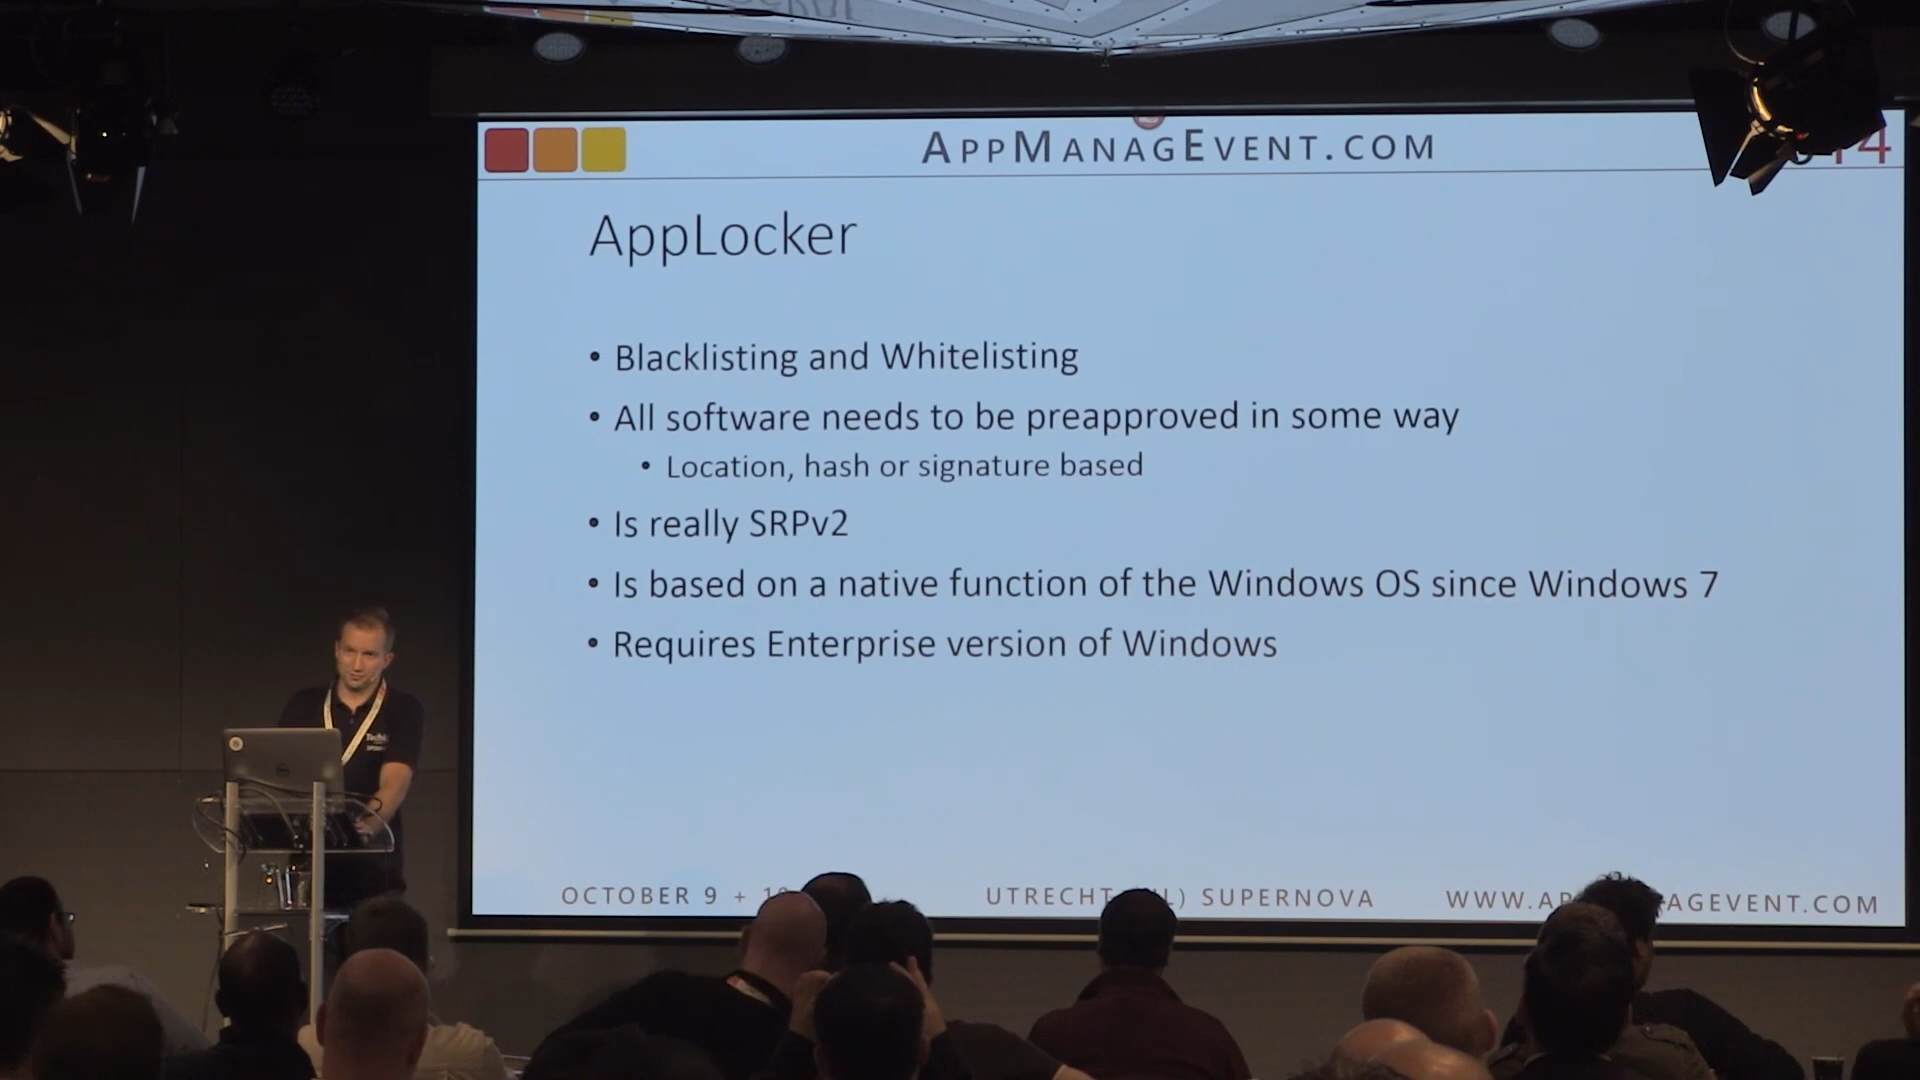 APPMANAGEVENT.COM
14
AppLocker
• Blacklisting and Whitelisting
• All software needs to be preapproved in some way
• Location, hash or signature based
• Is really SRPv2
• Is based on a native function of the Windows OS since Windows 7
• Requires Enterprise version of Windows
OCTOBER 9 +
UTRECHT SUPERNOVA
AGEVENT.COM